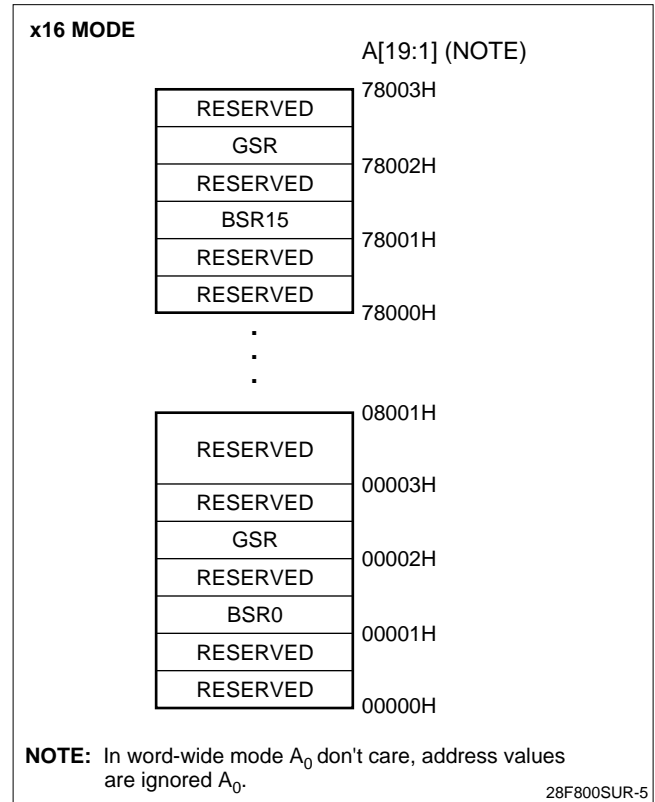 x16 MODE
A[19:1] (NOTE)
78003H
RESERVED
GSR
78002H
RESERVED
BSR15
78001H
RESERVED
RESERVED
78000H
.
.
.
08001H
RESERVED
00003H
RESERVED
GSR
00002H
RESERVED
BSR0
00001H
RESERVED
RESERVED
00000H
NOTE: In word-wide mode A0 don't care, address values
are ignored A0.
28F800SUR-5